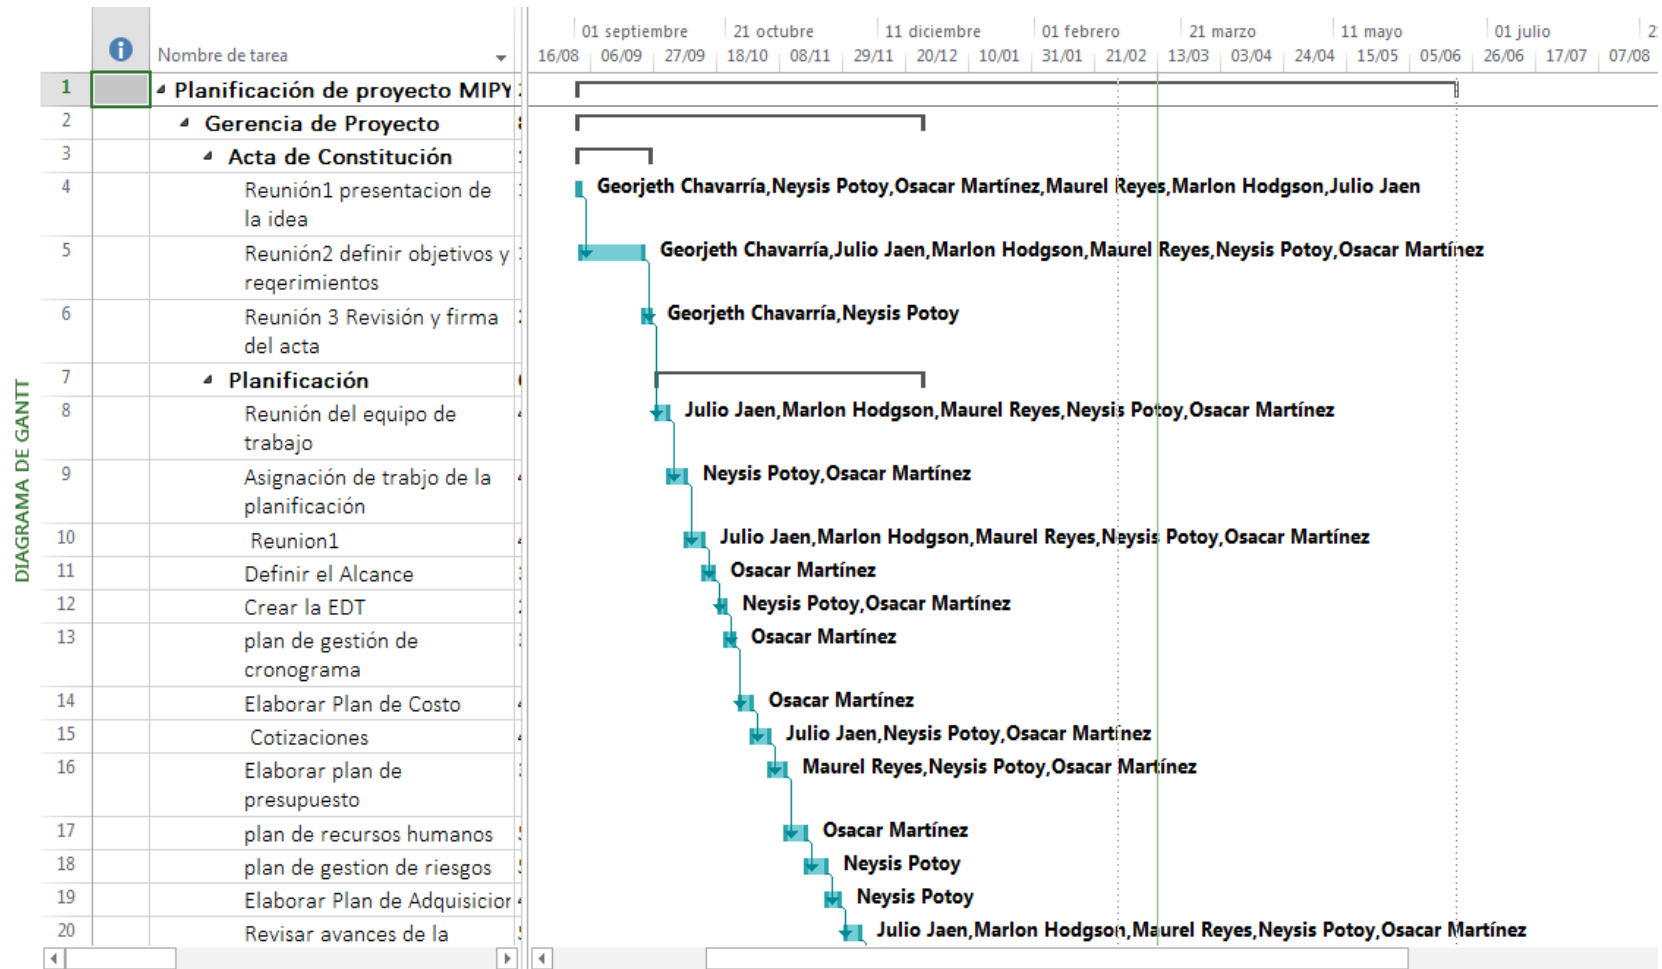 01 septiembre 21 octubre 11 diciembre 01 febrero 21 marzo 11 mayo 01 julio
Nombre de tarea 16/08 06/09 27/09 18/10 08/11 29/11 20/12 10/01 31/01 21/02 13/03 03/04 24/04 15/05 05/06 26/06 17/07 07/08
DIAGRAMA DE GANTT
1 Planificación de proyecto MIPY
2 Gerencia de Proyecto
3 Acta de Constitución
4 Reunión1 presentacion de Georjeth Chavarría,Neysis Potoy,Osacar Martínez,Maurel Reyes,Marlon Hodgson,Julio Jaen
la idea
5 Reunión2 definir objetivos y Georjeth Chavarría,Julio Jaen,Marlon Hodgson,Maurel Reyes,Neysis Potoy,Osacar Martínez
reqerimientos
6 Reunión 3 Revisión y firma Georjeth Chavarría,Neysis Potoy
del acta
7 Planificación
8 Reunión del equipo de Julio Jaen,Marlon Hodgson,Maurel Reyes,Neysis Potoy,Osacar Martínez
trabajo
9 Asignación de trabjo de la Neysis Potoy,Osacar Martínez
planificación
10 Reunion1 Julio Jaen,Marlon Hodgson,Maurel Reyes,Neysis Potoy,Osacar Martínez
11 Definir el Alcance Osacar Martínez
12 Crear la EDT Neysis Potoy,Osacar Martínez
13 plan de gestión de Osacar Martínez
cronograma
14 Elaborar Plan de Costo Osacar Martínez
15 Cotizaciones Julio Jaen,Neysis Potoy,Osacar Martínez
16 Elaborar plan de Maurel Reyes,Neysis Potoy,Osacar Martínez
presupuesto
17 plan de recursos humanos Osacar Martínez
18 plan de gestion de riesgos Neysis Potoy
19 Elaborar Plan de Adquisicior Neysis Potoy
20 Revisar avances de la Julio Jaen,Marlon Hodgson,Maurel Reyes,Neysis Potoy,Osacar Martínez